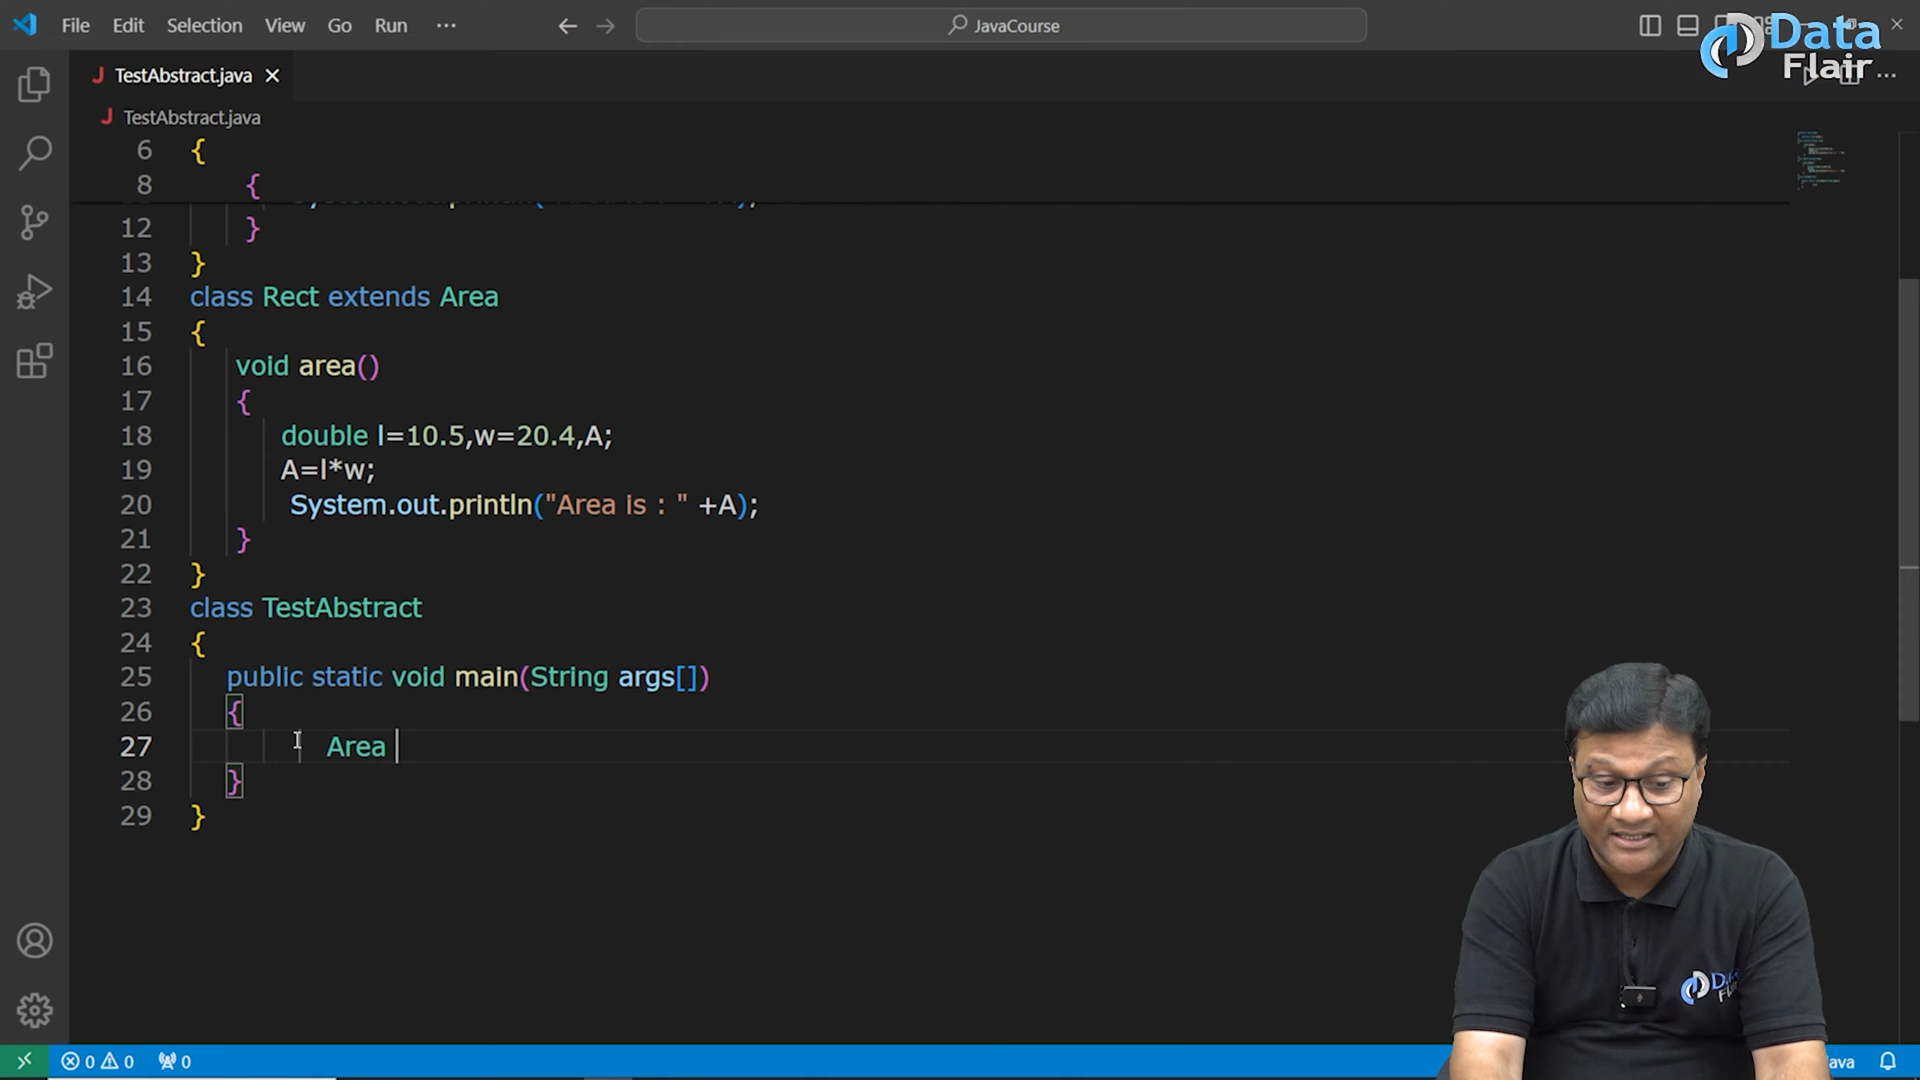 File Edit Selection View Go Run ··· JavaCourse
Data
Flair
TestAbstract.java
TestAbstract.java
6 {
8 {
12 }
13 }
14 class Rect extends Area
15 {
16 void area()
17 {
18 double l=10.5,w=20.4,A;
19 A=l*w;
20 System.out.println("Area is : " +A);
21 }
22 }
23 class TestAbstract
24 {
25 public static void main(String args[])
26 {
27 Area
28 }
29 }
0 0 0